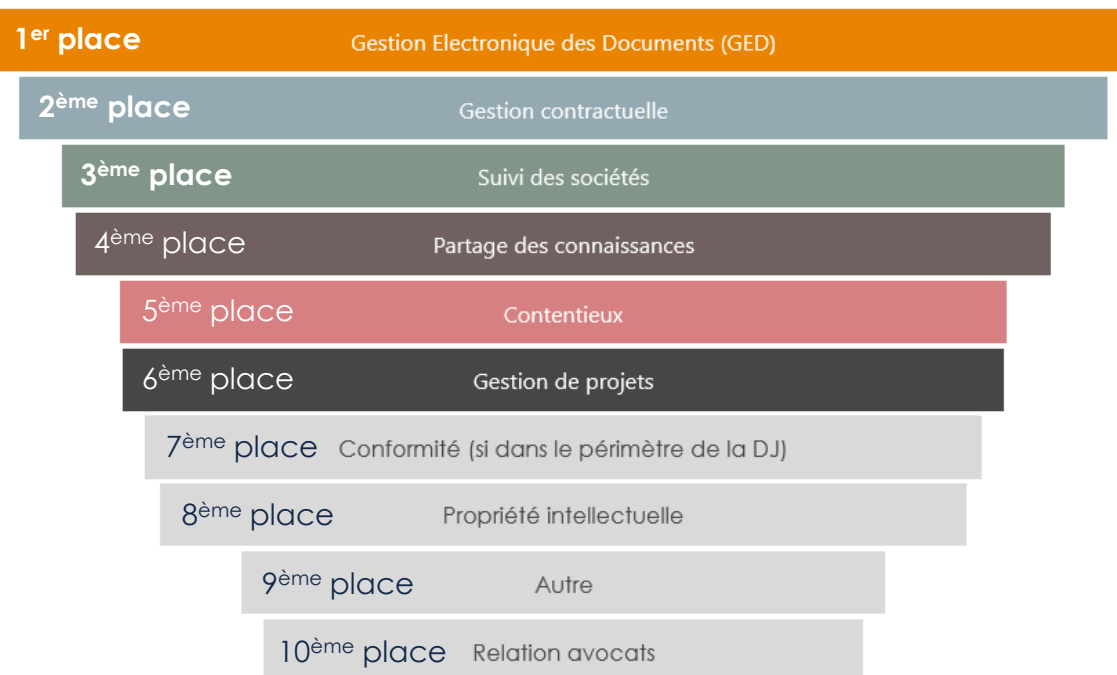 1er place Gestion Electronique des Documents (GED)
2ème place Gestion contractuelle
3ème place Suivi des sociétés
4ème place Partage des connaissances
5ème place Contentieux
6ème place Gestion de projets
7ème place Conformité (si dans le périmètre de la DJ)
8ème place Propriété intellectuelle
9ème place Autre
10ème place Relation avocats